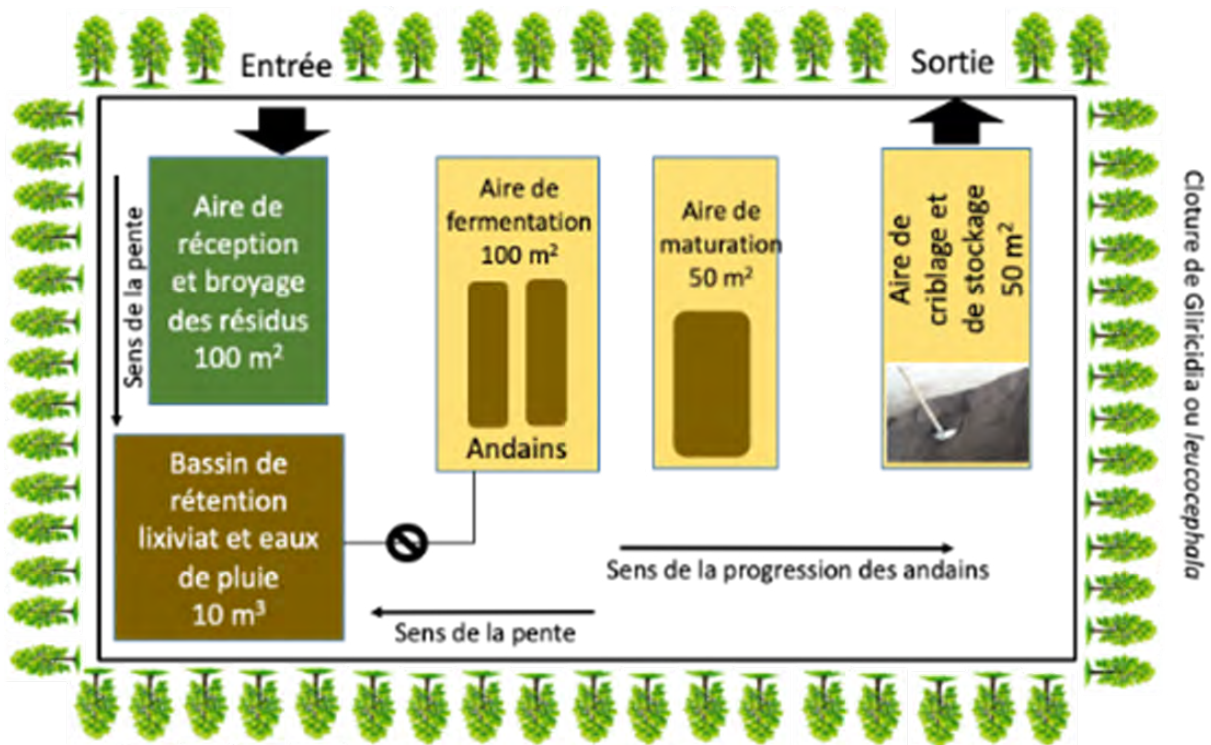 Entrée
Sortie
Sens de la pente
Aire de
réception
et broyage
des résidus
100 m²
Aire de
fermentation
100 m²
Andains
Aire de
maturation
50 m²
Aire de
criblage et
de stockage
50 m²
Bassin de
rétention
lixiviat et eaux
de pluie
10 m³
Sens de la progression des andains
Sens de la pente
Cloture de Gliricidia ou leucocephala